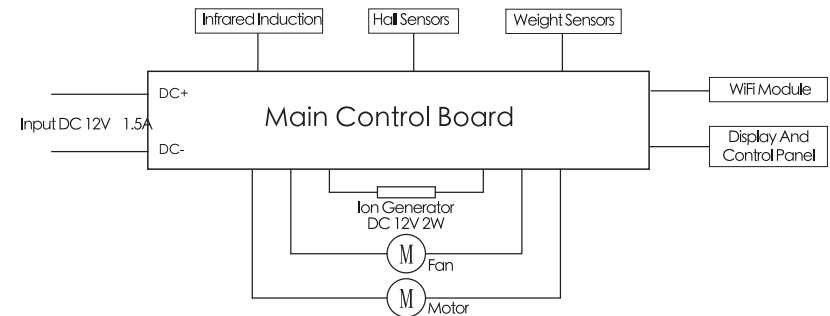 Infrared Induction
Hall Sensors
Weight Sensors
DC+
Input DC 12V 1.5A
DC-
Main Control Board
WiFi Module
Display And
Control Panel
Ion Generator
DC 12V 2W
M
Fan
M
Motor